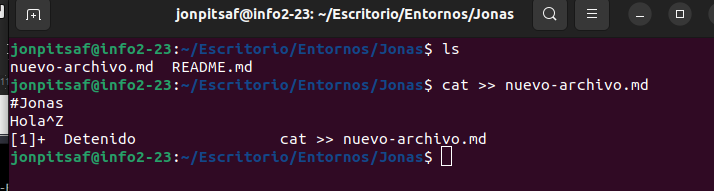 jonpitsaf@info2-23: ~/Escritorio/Entornos/Jonas
jonpitsaf@info2-23:~/Escritorio/Entornos/Jonas$ ls
nuevo-archivo.md  README.md
jonpitsaf@info2-23:~/Escritorio/Entornos/Jonas$ cat >> nuevo-archivo.md
#Jonas
Hola^Z
[1]+  Detenido                cat >> nuevo-archivo.md
jonpitsaf@info2-23:~/Escritorio/Entornos/Jonas$